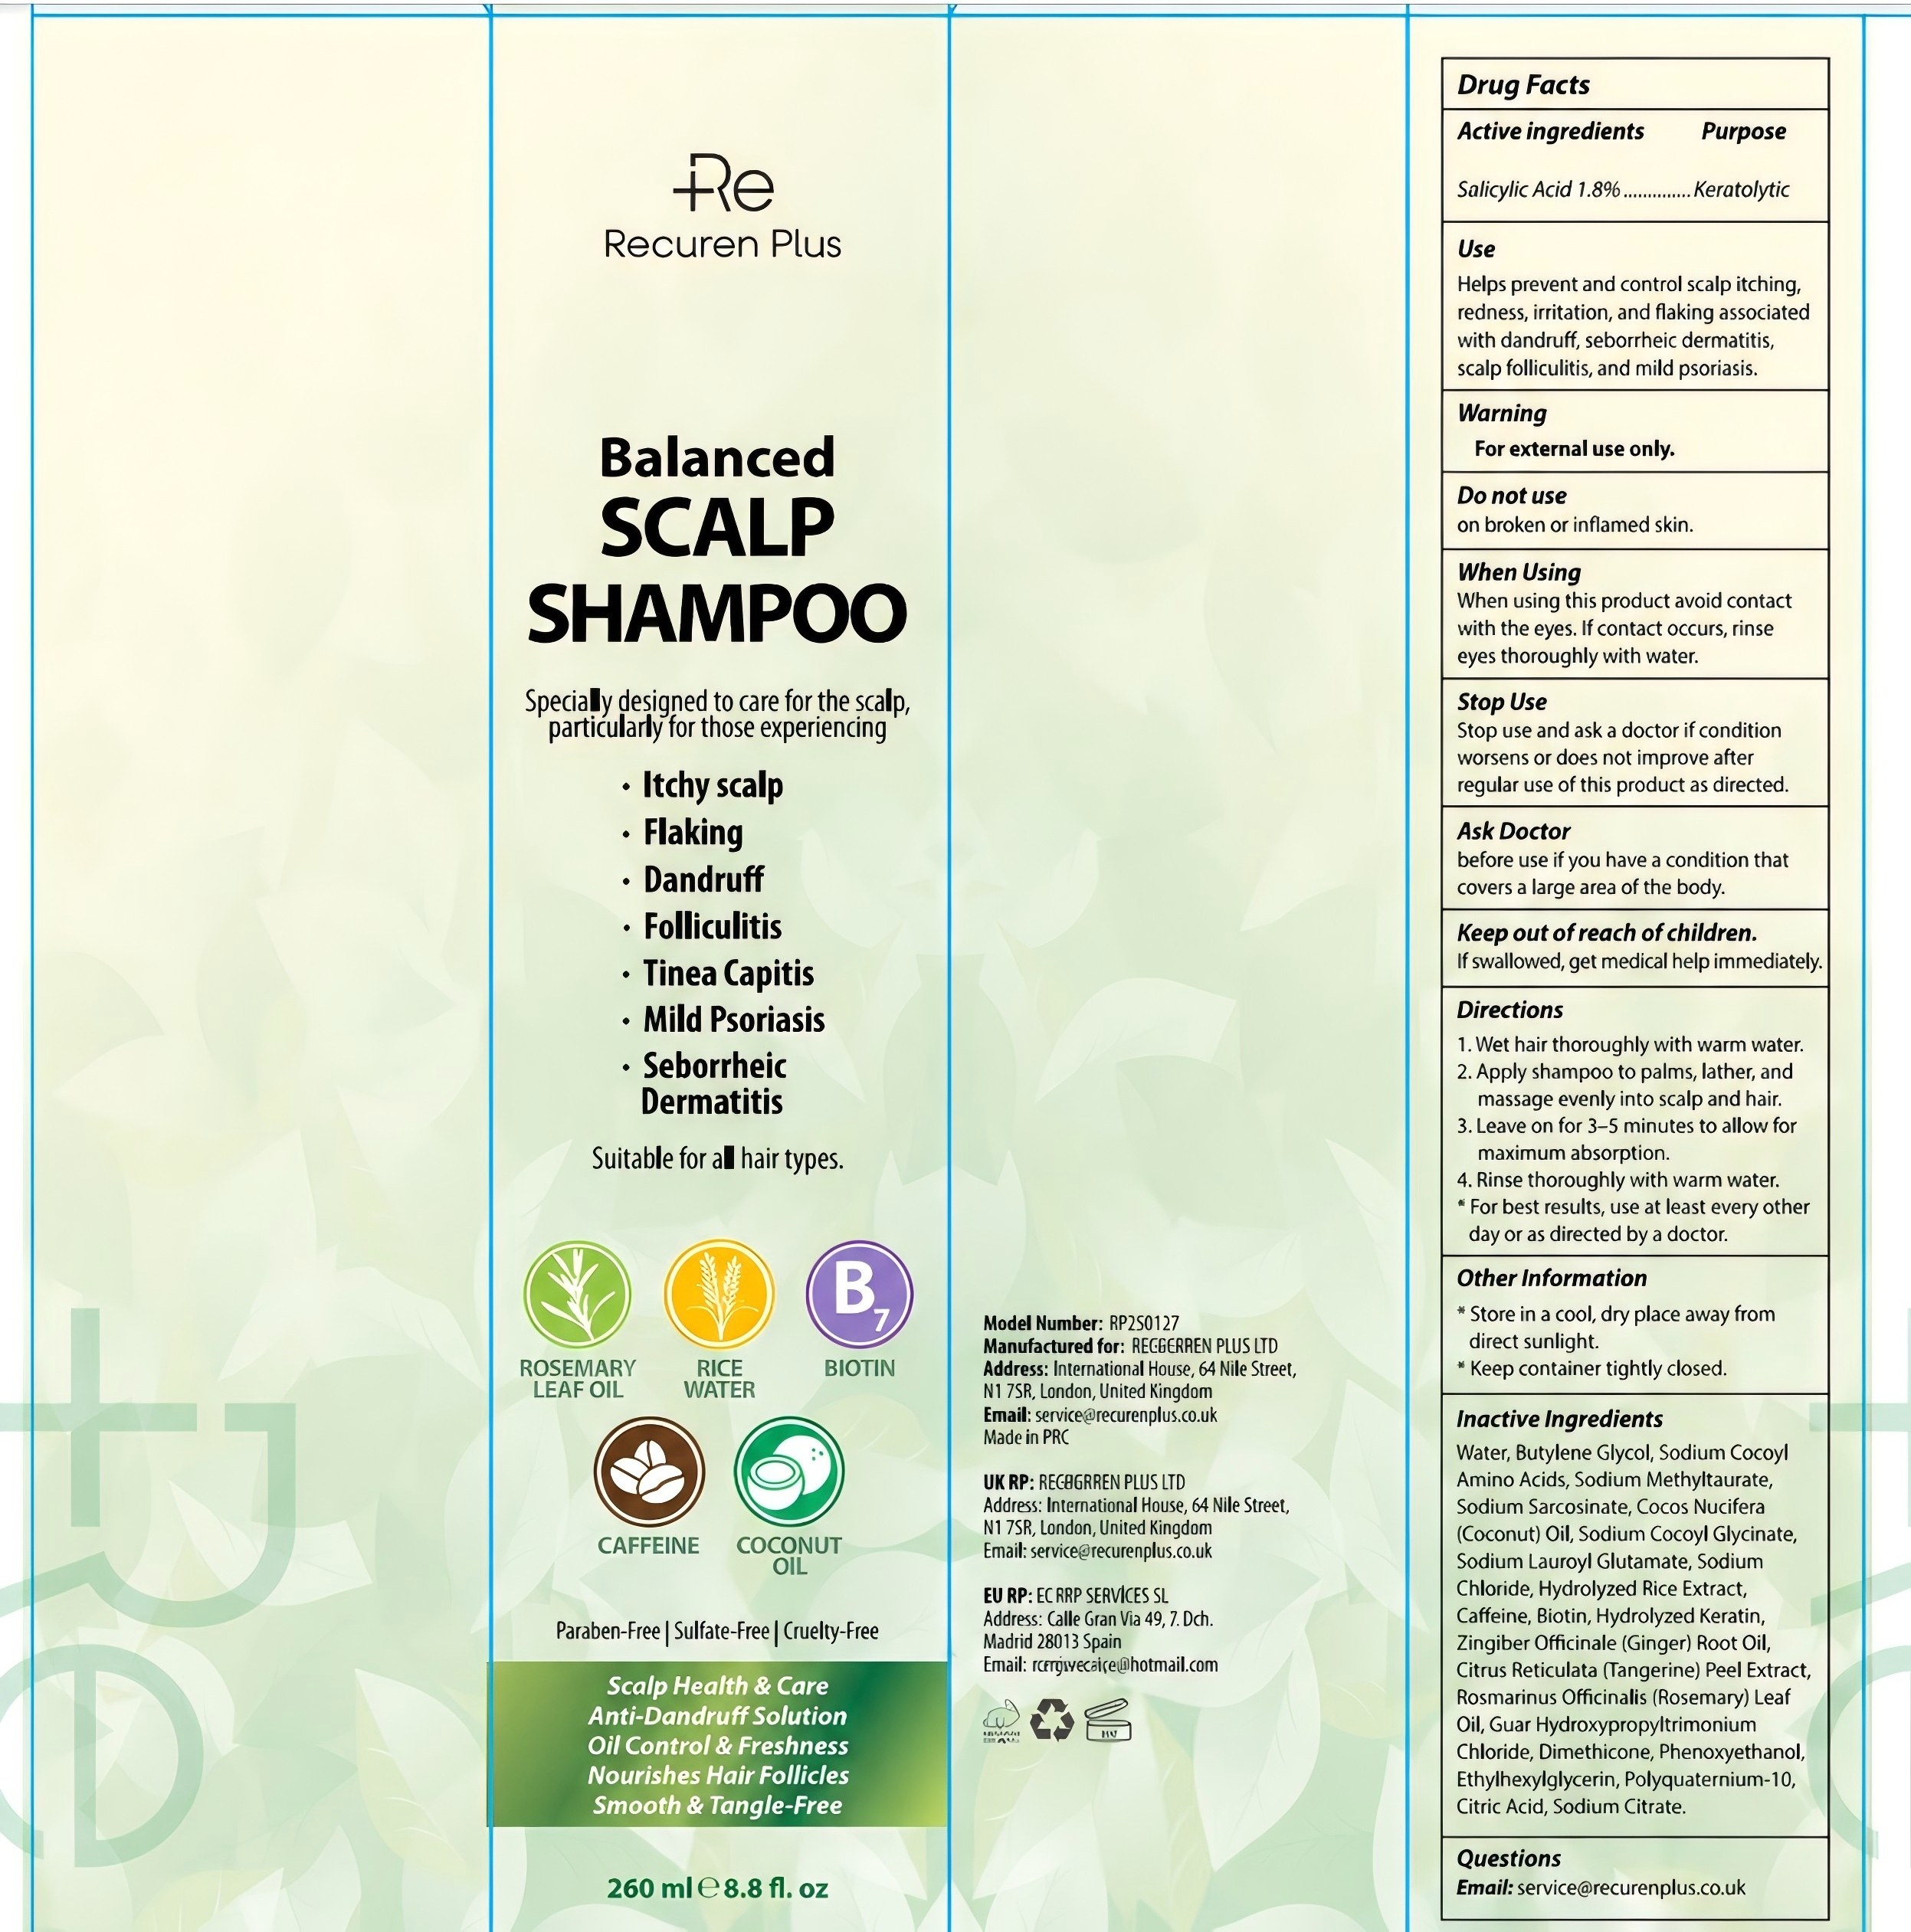 Re
Recuren Plus
Balanced
SCALP
SHAMPOO
Specially designed to care for the scalp,
particularly for those experiencing
· Itchy scalp
· Flaking
· Dandruff
· Folliculitis
· Tinea Capitis
· Mild Psoriasis
· Seborrheic
Dermatitis
Suitable for all hair types.
B7
ROSEMARY
LEAF OIL
RICE
WATER
BIOTIN
CAFFEINE
COCONUT
OIL
Paraben-Free | Sulfate-Free | Cruelty-Free
Scalp Health & Care
Anti-Dandruff Solution
Oil Control & Freshness
Nourishes Hair Follicles
Smooth & Tangle-Free
260 ml ℮ 8.8 fl. oz
Model Number: RP2S0127
Manufactured for: PLUS LTD
Address: International House, 64 Nile Street,
N1 7SR, London, United Kingdom
Email: service@recurenplus.co.uk
Made in PRC
UK RP: PLUS LTD
Address: International House, 64 Nile Street,
N1 7SR, London, United Kingdom
Email: service@recurenplus.co.uk
EU RP: EC RRP SERVICES SL
Address: Calle Gran Via 49, 7. Dch.
Madrid 28013 Spain
Email:
Drug Facts
Active ingredients Purpose
Salicylic Acid 1.8% ............. Keratolytic
Use
Helps prevent and control scalp itching,
redness, irritation, and flaking associated
with dandruff, seborrheic dermatitis,
scalp folliculitis, and mild psoriasis.
Warning
For external use only.
Do not use
on broken or inflamed skin.
When Using
When using this product avoid contact
with the eyes. If contact occurs, rinse
eyes thoroughly with water.
Stop Use
Stop use and ask a doctor if condition
worsens or does not improve after
regular use of this product as directed.
Ask Doctor
before use if you have a condition that
covers a large area of the body.
Keep out of reach of children.
If swallowed, get medical help immediately.
Directions
1. Wet hair thoroughly with warm water.
2. Apply shampoo to palms, lather, and
massage evenly into scalp and hair.
3. Leave on for 3–5 minutes to allow for
maximum absorption.
4. Rinse thoroughly with warm water.
* For best results, use at least every other
day or as directed by a doctor.
Other Information
* Store in a cool, dry place away from
direct sunlight.
* Keep container tightly closed.
Inactive Ingredients
Water, Butylene Glycol, Sodium Cocoyl
Amino Acids, Sodium Methyltaurate,
Sodium Sarcosinate, Cocos Nucifera
(Coconut) Oil, Sodium Cocoyl Glycinate,
Sodium Lauroyl Glutamate, Sodium
Chloride, Hydrolyzed Rice Extract,
Caffeine, Biotin, Hydrolyzed Keratin,
Zingiber Officinale (Ginger) Root Oil,
Citrus Reticulata (Tangerine) Peel Extract,
Rosmarinus Officinalis (Rosemary) Leaf
Oil, Guar Hydroxypropyltrimonium
Chloride, Dimethicone, Phenoxyethanol,
Ethylhexylglycerin, Polyquaternium-10,
Citric Acid, Sodium Citrate.
Questions
Email: service@recurenplus.co.uk